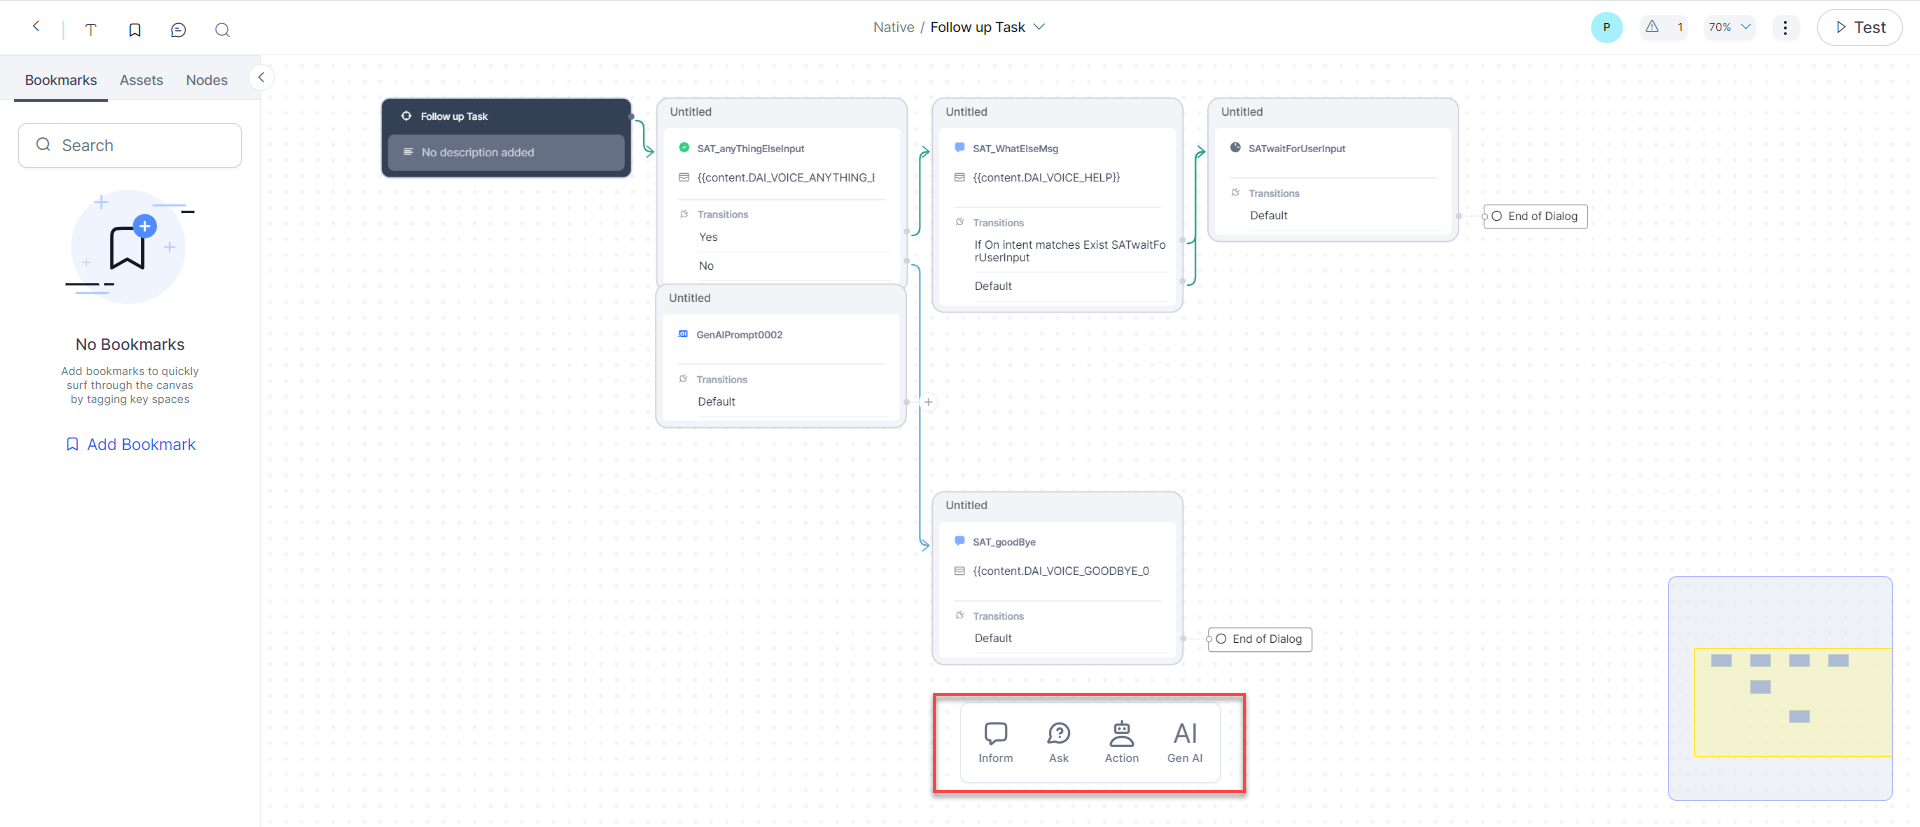 Native / Follow up Task
P
1
70%
Test
Bookmarks
Assets
Nodes
Search
No Bookmarks
Add bookmarks to quickly
surf through the canvas
by tagging key spaces
Add Bookmark
Follow up Task
No description added
Untitled
SAT_anyThingElseInput
{{content.DAI_VOICE_ANYTHING_
Transitions
Yes
No
Untitled
GenAIPrompt0002
Transitions
Default
Untitled
SAT_WhatElseMsg
{{content.DAI_VOICE_HELP}}
Transitions
If On intent matches Exist SATwaitFo
rUserInput
Default
Untitled
SATwaitForUserInput
Transitions
Default
End of Dialog
Untitled
SAT_goodBye
{{content.DAI_VOICE_GOODBYE_0
Transitions
Default
End of Dialog
Inform
Ask
Action
AI
Gen AI